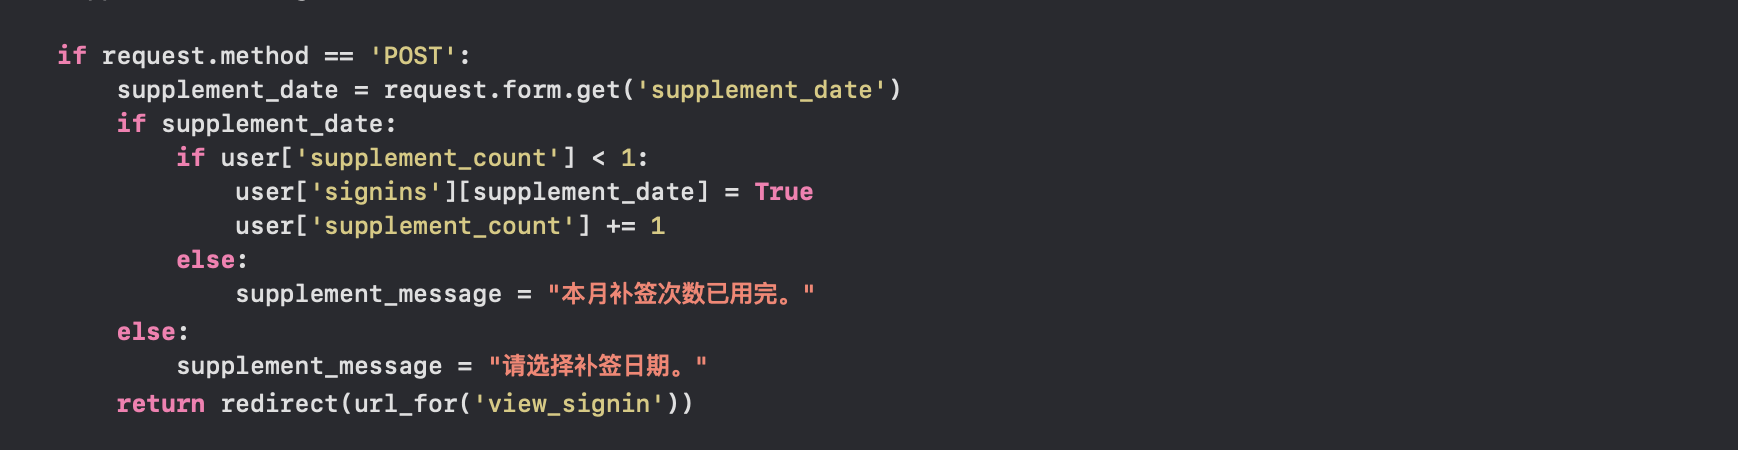 if request.method == 'POST':
supplement_date = request.form.get('supplement_date')
if supplement_date:
if user['supplement_count'] < 1:
user['signins'][supplement_date] = True
user['supplement_count'] += 1
else:
supplement_message = "本月补签次数已用完。"
else:
supplement_message = "请选择补签日期。"
return redirect(url_for('view_signin'))